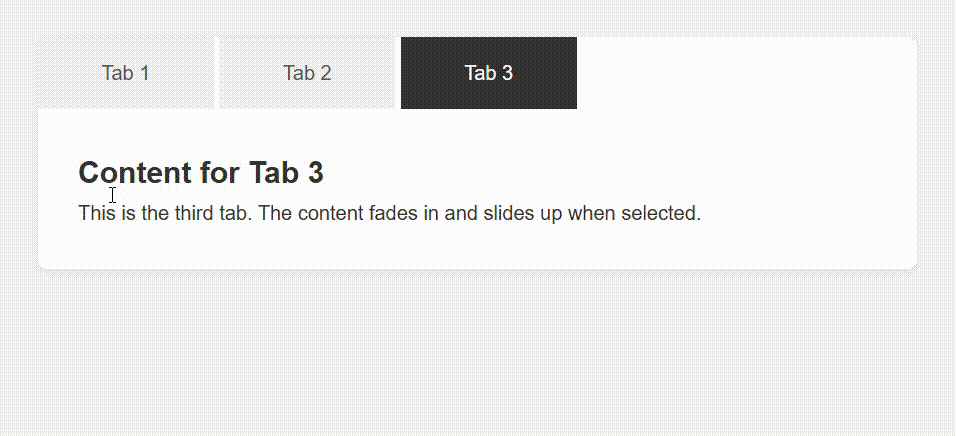 Tab 1 Tab 2 Tab 3
Content for Tab 3
This is the third tab. The content fades in and slides up when selected.